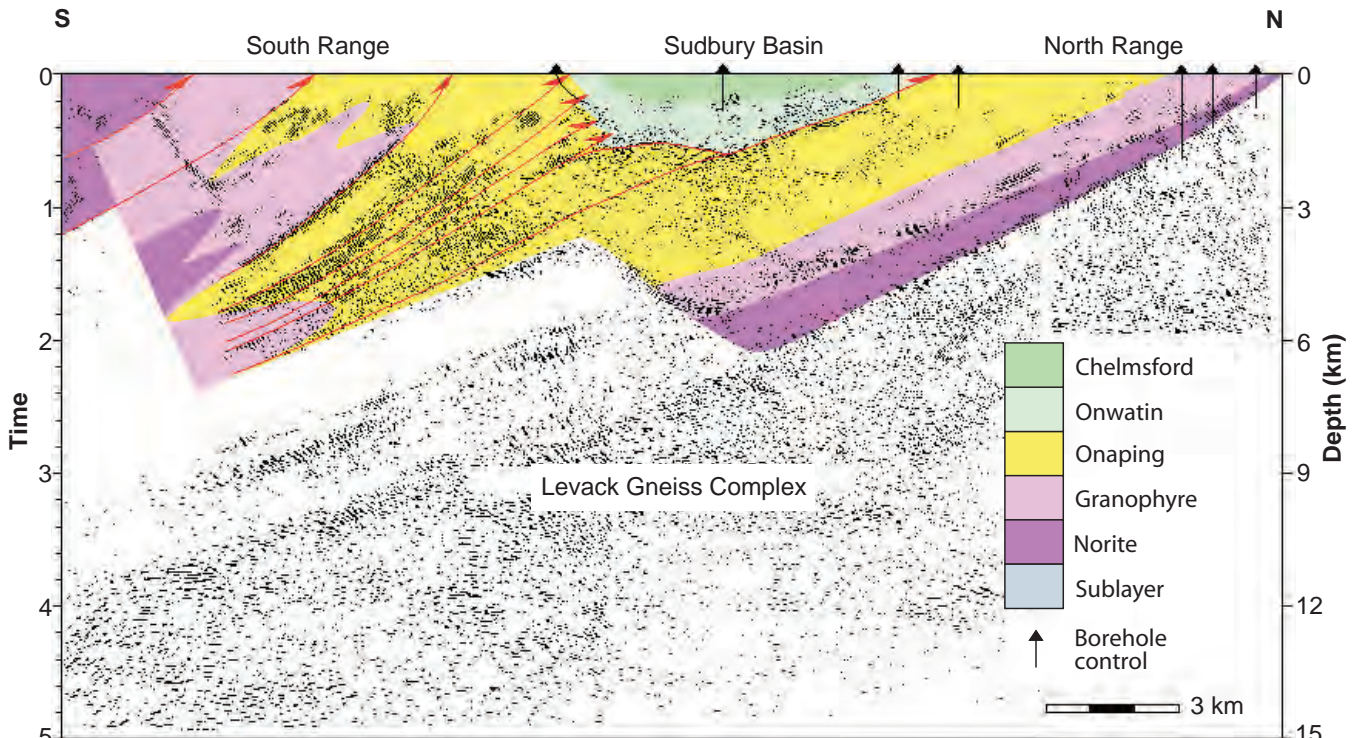 S
N
South Range
Sudbury Basin
North Range
0
1
2
3
4
5
Time
0
3
6
9
12
15
Depth (km)
Levack Gneiss Complex
Chelmsford
Onwatin
Onaping
Granophyre
Norite
Sublayer
Borehole
control
3 km